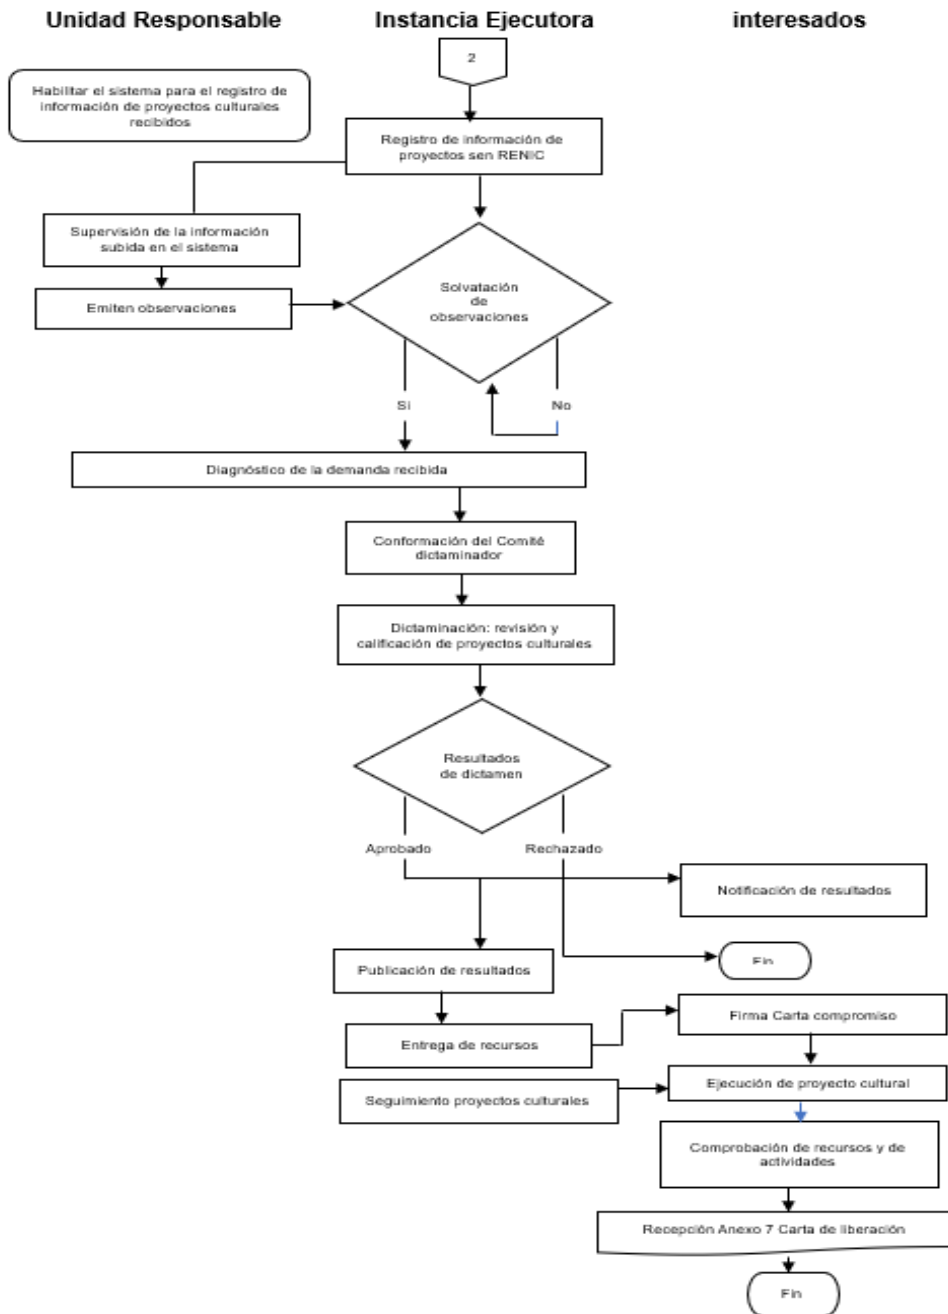 Unidad Responsable
Instancia Ejecutora
interesados
2
Habilitar el sistema para el registro de
información de proyectos culturales
recibidos
Registro de información de
proyectos sen RENIC
Supervisión de la información
subida en el sistema
Emiten observaciones
Solvatación
de
observaciones
Si
No
Diagnóstico de la demanda recibida
Conformación del Comité
dictaminador
Dictaminación: revisión y
calificación de proyectos culturales
Resultados
de dictamen
Aprobado
Rechazado
Notificación de resultados
Fin
Publicación de resultados
Firma Carta compromiso
Entrega de recursos
Ejecución de proyecto cultural
Seguimiento proyectos culturales
Comprobación de recursos y de
actividades
Recepción Anexo 7 Carta de liberación
Fin